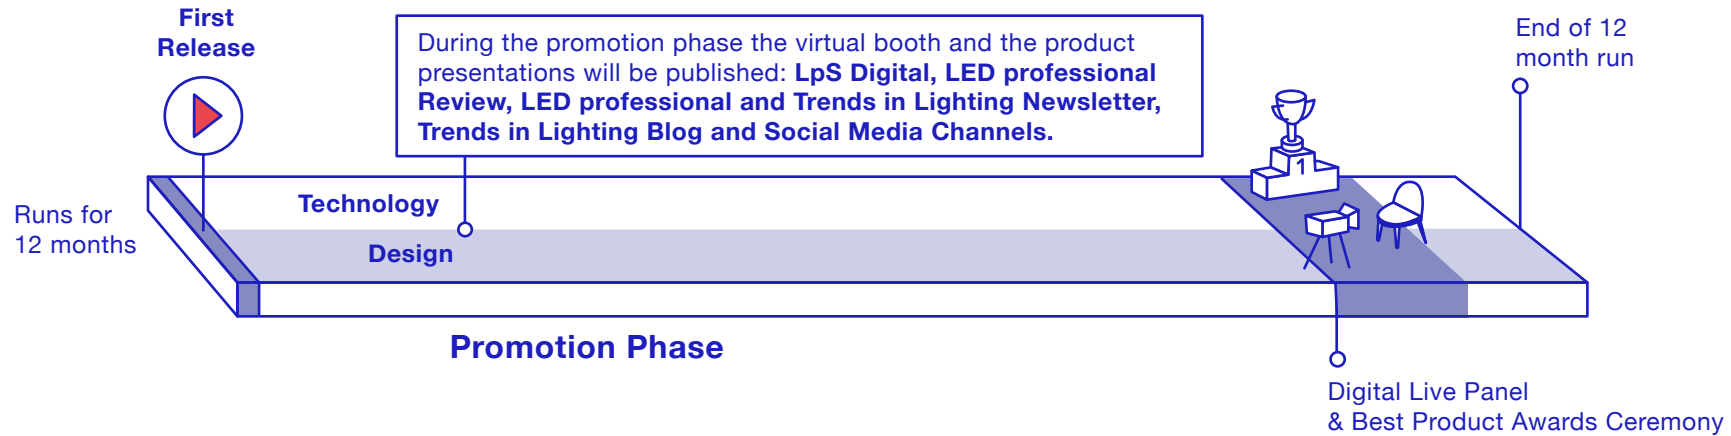 First
Release
During the promotion phase the virtual booth and the product
presentations will be published: LpS Digital, LED professional
Review, LED professional and Trends in Lighting Newsletter,
Trends in Lighting Blog and Social Media Channels.
End of 12
month run
1
Technology
Runs for
12 months
Design
Promotion Phase
Digital Live Panel
& Best Product Awards Ceremony